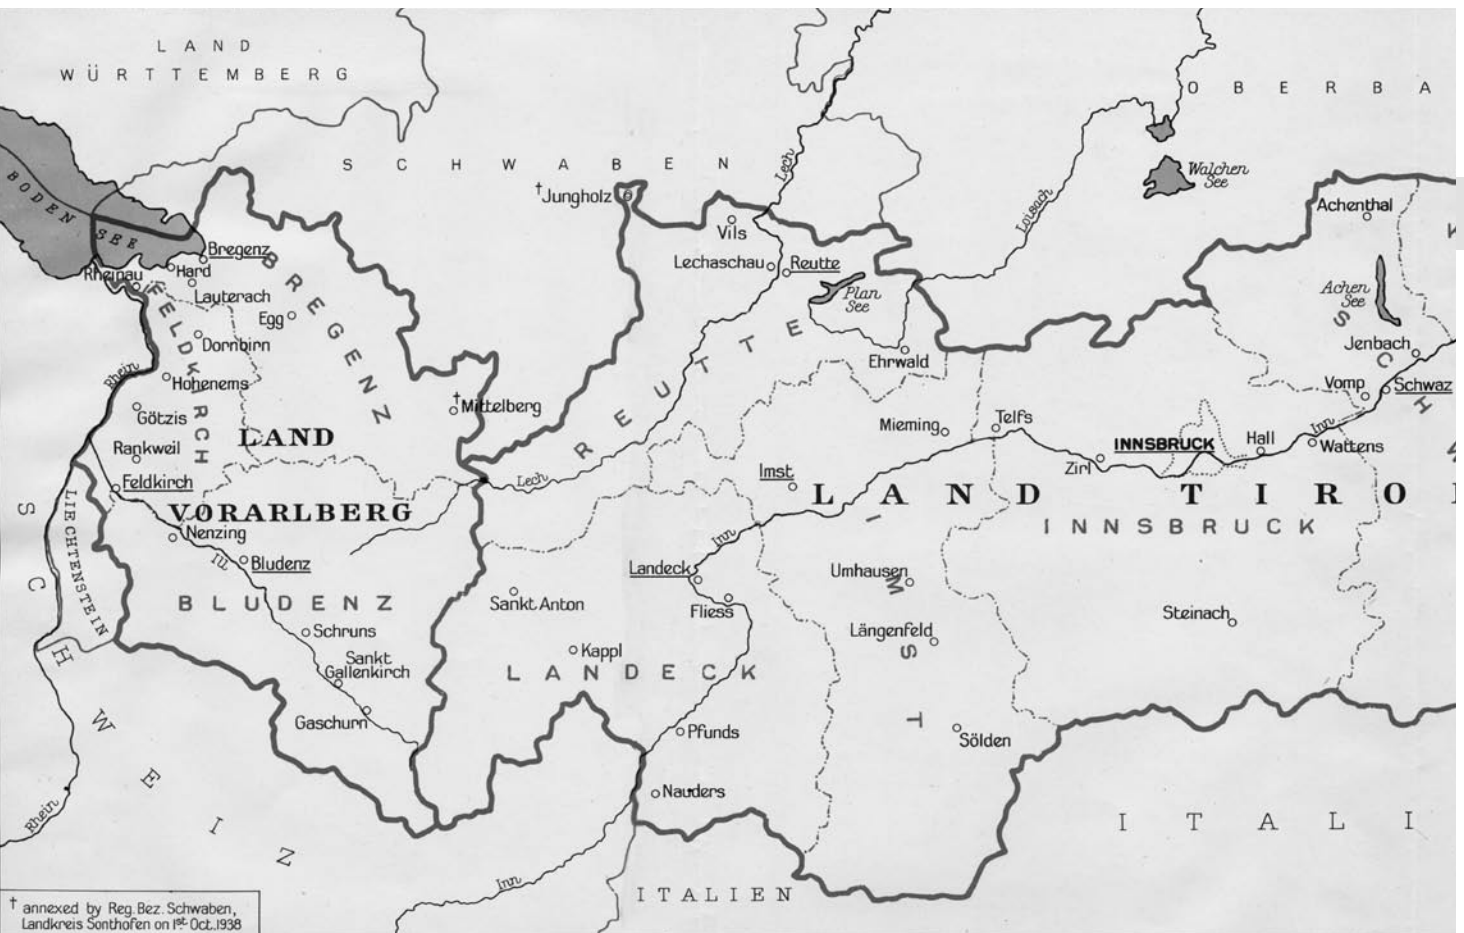 LAND
WÜRTTEMBERG
OBERBA
SCHWABEN
BODEN SEE
†Jungholz
Lech
Vils
Lechaschau
Reutte
Plan
See
Loisach
Walchen
See
Achenthal
Achen
See
Jenbach
Vomp
Schwaz
SCHW
Bregenz
Rheinau
Hard
Lauterach
Egg
Dornbirn
Hohenems
Götzis
Rankweil
Feldkirch
FELDKIRCH
BREGENZ
Rhein
†
Mittelberg
REUTTE
Ehrwald
Mieming
Telfs
Zirl
INNSBRUCK
Hall
Inn
Wattens
LAND
VORARLBERG
Lech
Imst
LAND TIROL
INNSBRUCK
LIECHTENSTEIN
Nenzing
Ill
Bludenz
BLUDENZ
Schruns
Sankt
Gallenkirch
Gaschurn
Inn
Landeck
Fliess
Sankt Anton
Kappl
LANDECK
Umhausen
Längenfeld
IMST
Sölden
Steinach
Pfunds
Nauders
SCHWEIZ
Rhein
Inn
ITALIEN
ITALI
† annexed by Reg. Bez. Schwaben,
Landkreis Sonthofen on 1st Oct. 1938